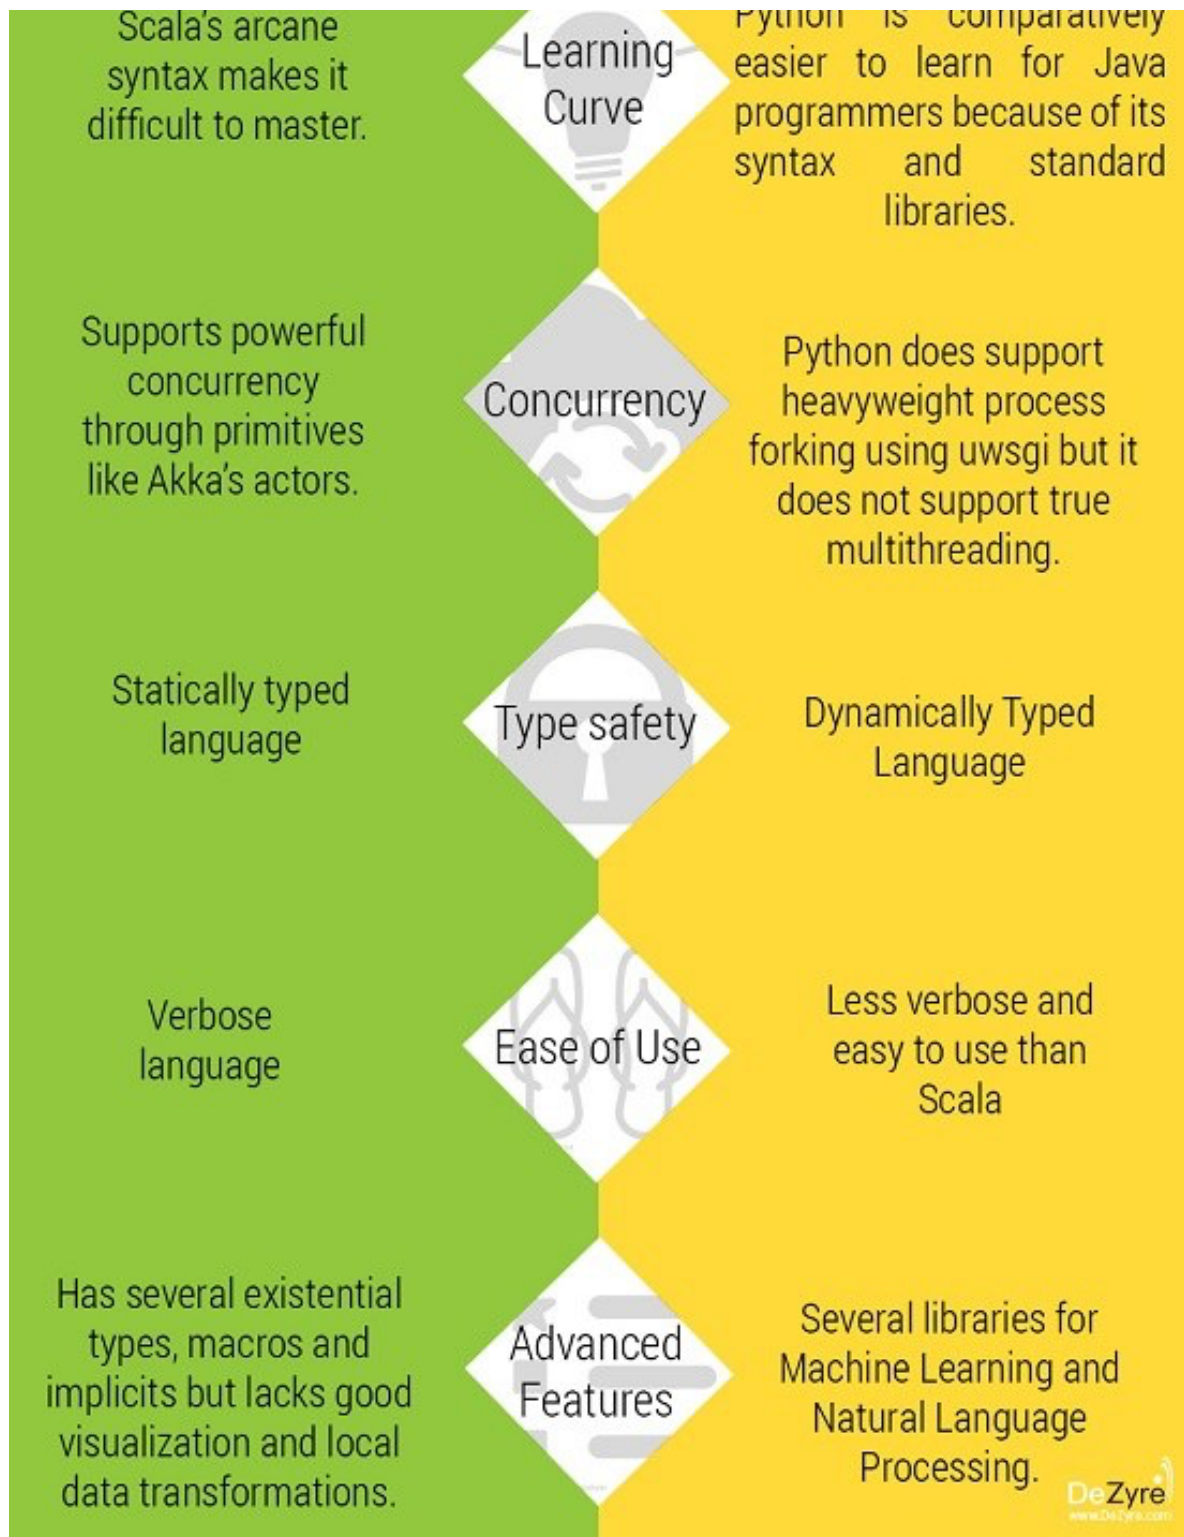 Scala's arcane
syntax makes it
difficult to master.
Learning
Curve
Python is comparatively
easier to learn for Java
programmers because of its
syntax and standard
libraries.
Supports powerful
concurrency
through primitives
like Akka's actors.
Concurrency
Python does support
heavyweight process
forking using uwsgi but it
does not support true
multithreading.
Statically typed
language
Type safety
Dynamically Typed
Language
Verbose
language
Ease of Use
Less verbose and
easy to use than
Scala
Has several existential
types, macros and
implicits but lacks good
visualization and local
data transformations.
Advanced
Features
Several libraries for
Machine Learning and
Natural Language
Processing.
DeZyre
www.DeZyre.com